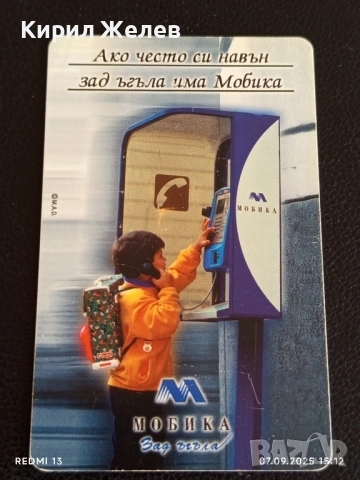 Кирил Желев
Ако често си навън
зад ъгъла има Мобика
МОБИКА
©М.А.D.
МОБИКА
Зад ъгъла
REDMI 13
07.09.2025 15:12
bazar